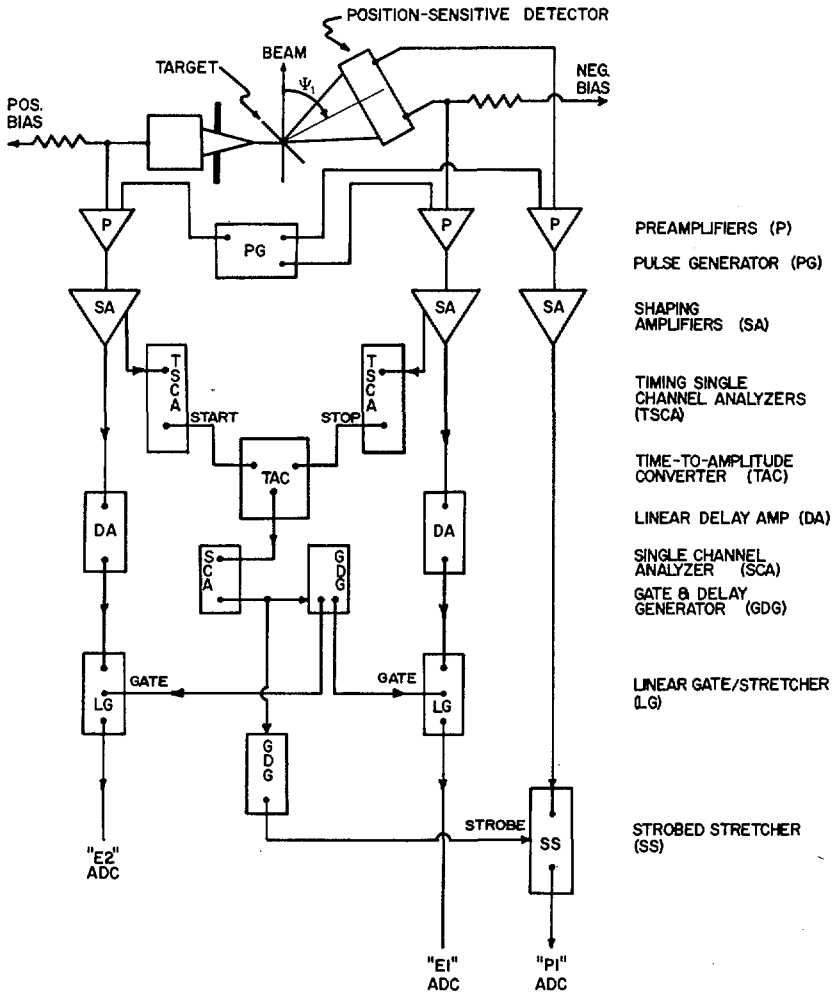 POSITION-SENSITIVE DETECTOR
BEAM
TARGET
Ψ₁
NEG.
BIAS
POS.
BIAS
P
P
P
PG
PREAMPLIFIERS (P)
PULSE GENERATOR (PG)
SA
SA
SA
SHAPING
AMPLIFIERS (SA)
TSCA
TSCA
TIMING SINGLE
CHANNEL ANALYZERS
(TSCA)
START
STOP
TAC
TIME-TO-AMPLITUDE
CONVERTER (TAC)
DA
DA
LINEAR DELAY AMP (DA)
SCA
GDG
SINGLE CHANNEL
ANALYZER (SCA)
GATE & DELAY
GENERATOR (GDG)
GATE
GATE
LG
LG
LINEAR GATE/STRETCHER
(LG)
GDG
STROBE
SS
STROBED STRETCHER
(SS)
"E2"
ADC
"E1"
ADC
"P1"
ADC